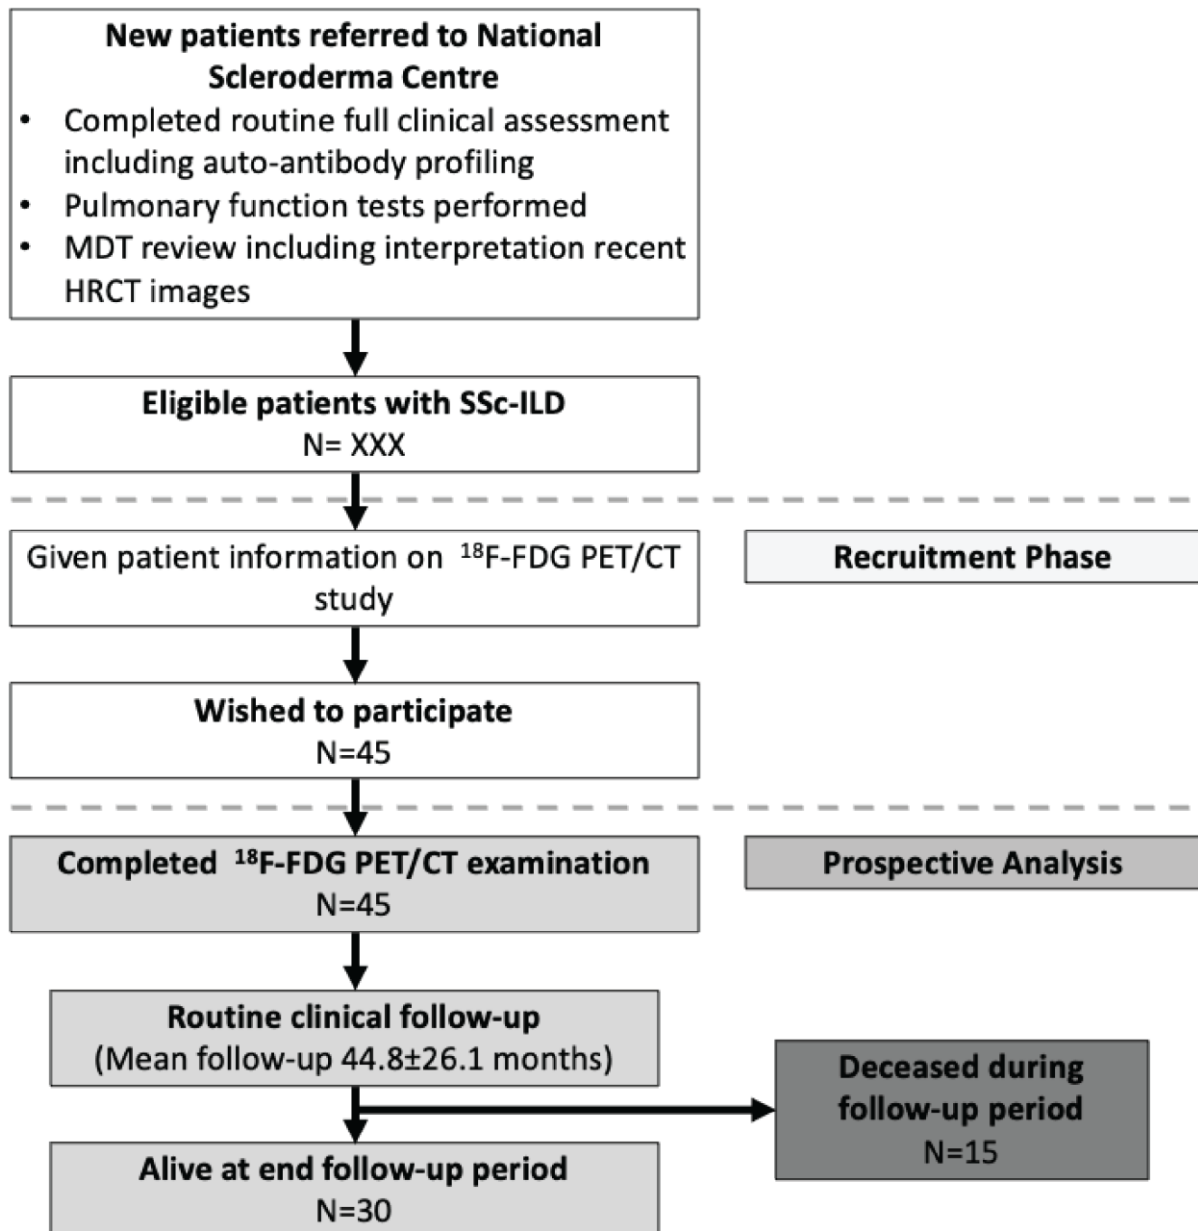 New patients referred to National
Scleroderma Centre
• Completed routine full clinical assessment
including auto-antibody profiling
• Pulmonary function tests performed
• MDT review including interpretation recent
HRCT images
Eligible patients with SSc-ILD
N= XXX
Given patient information on ¹⁸F-FDG PET/CT
study
Recruitment Phase
Wished to participate
N=45
Completed ¹⁸F-FDG PET/CT examination
N=45
Prospective Analysis
Routine clinical follow-up
(Mean follow-up 44.8±26.1 months)
Deceased during
follow-up period
N=15
Alive at end follow-up period
N=30